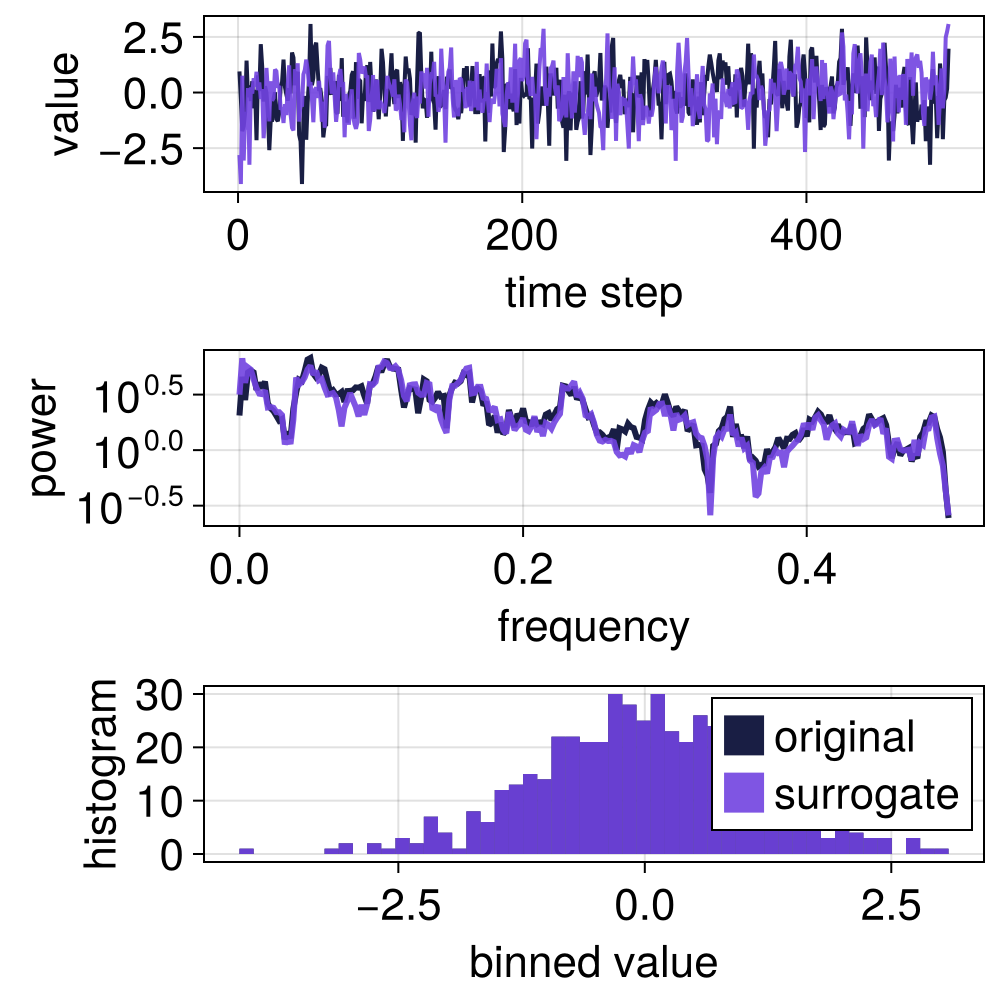 value
2.5
0.0
−2.5
0 200 400
time step
power
10^0.5
10^0.0
10^−0.5
0.0 0.2 0.4
frequency
histogram
30
20
10
0
original
surrogate
−2.5 0.0 2.5
binned value